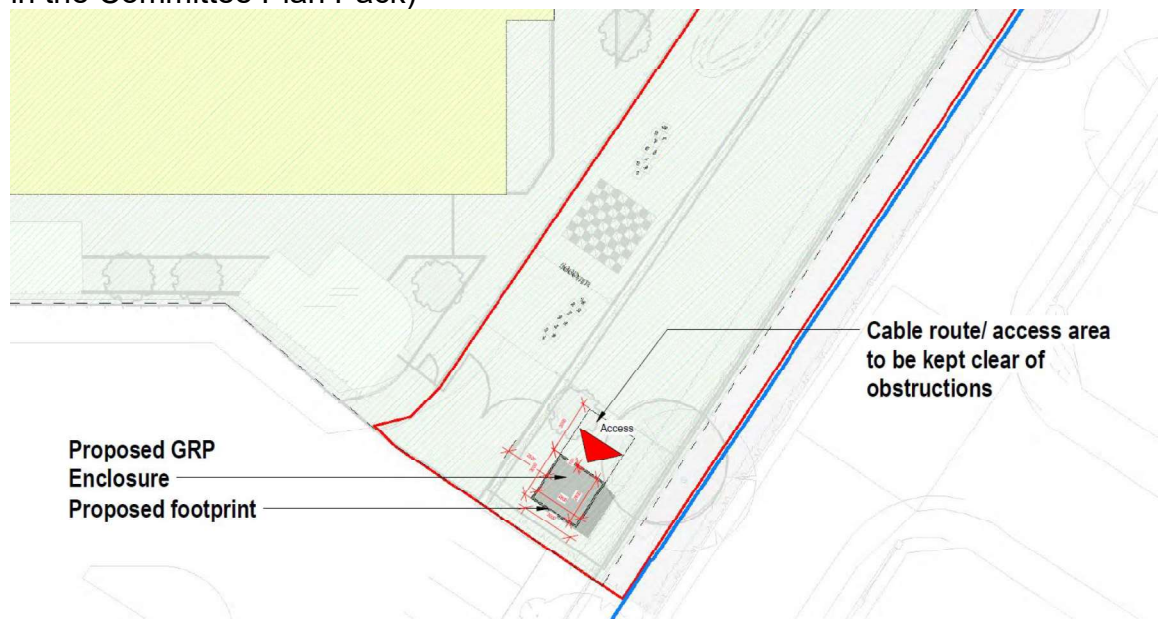 in the Committee Plan Pack)
Cable route/ access area
to be kept clear of
obstructions
Access
Proposed GRP
Enclosure
Proposed footprint